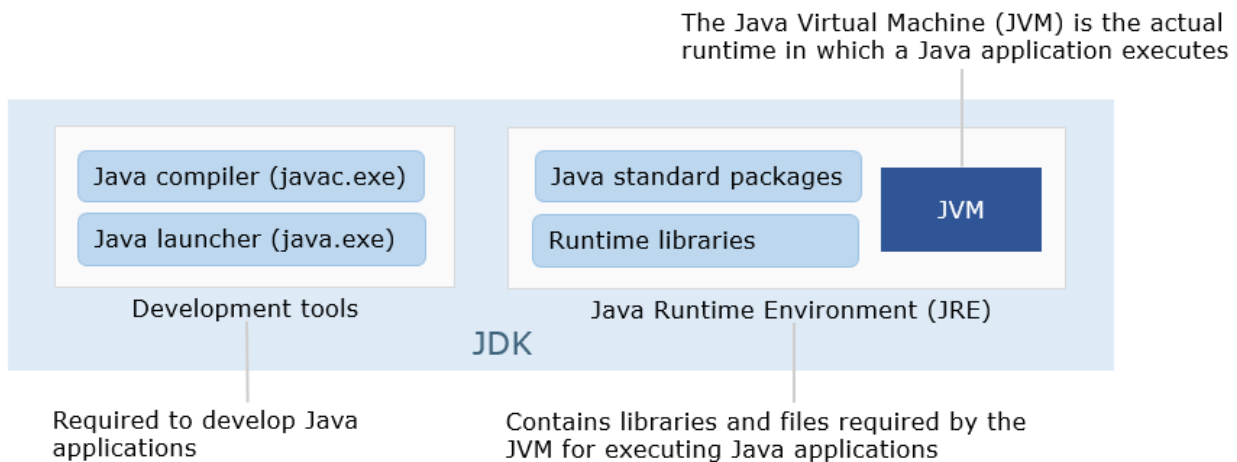 The Java Virtual Machine (JVM) is the actual
runtime in which a Java application executes
Java compiler (javac.exe)
Java launcher (java.exe)
Development tools
Java standard packages
Runtime libraries
JVM
Java Runtime Environment (JRE)
JDK
Required to develop Java
applications
Contains libraries and files required by the
JVM for executing Java applications